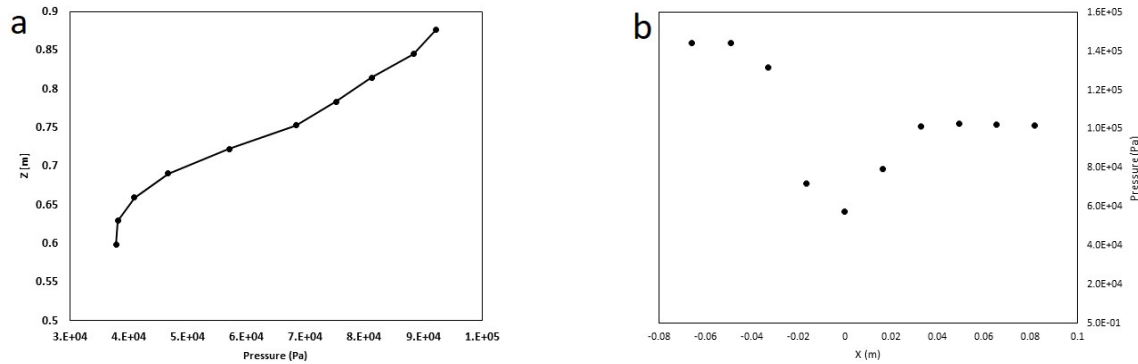 a
0.9
0.85
0.8
0.75
0.7
0.65
0.6
0.55
0.5
Z [m]
3.E+04 4.E+04 5.E+04 6.E+04 7.E+04 8.E+04 9.E+04 1.E+05
Pressure (Pa)
b
1.6E+05
1.4E+05
1.2E+05
1.0E+05
8.0E+04
6.0E+04
4.0E+04
2.0E+04
5.0E-01
Pressure (Pa)
-0.08 -0.06 -0.04 -0.02 0 0.02 0.04 0.06 0.08 0.1
X (m)